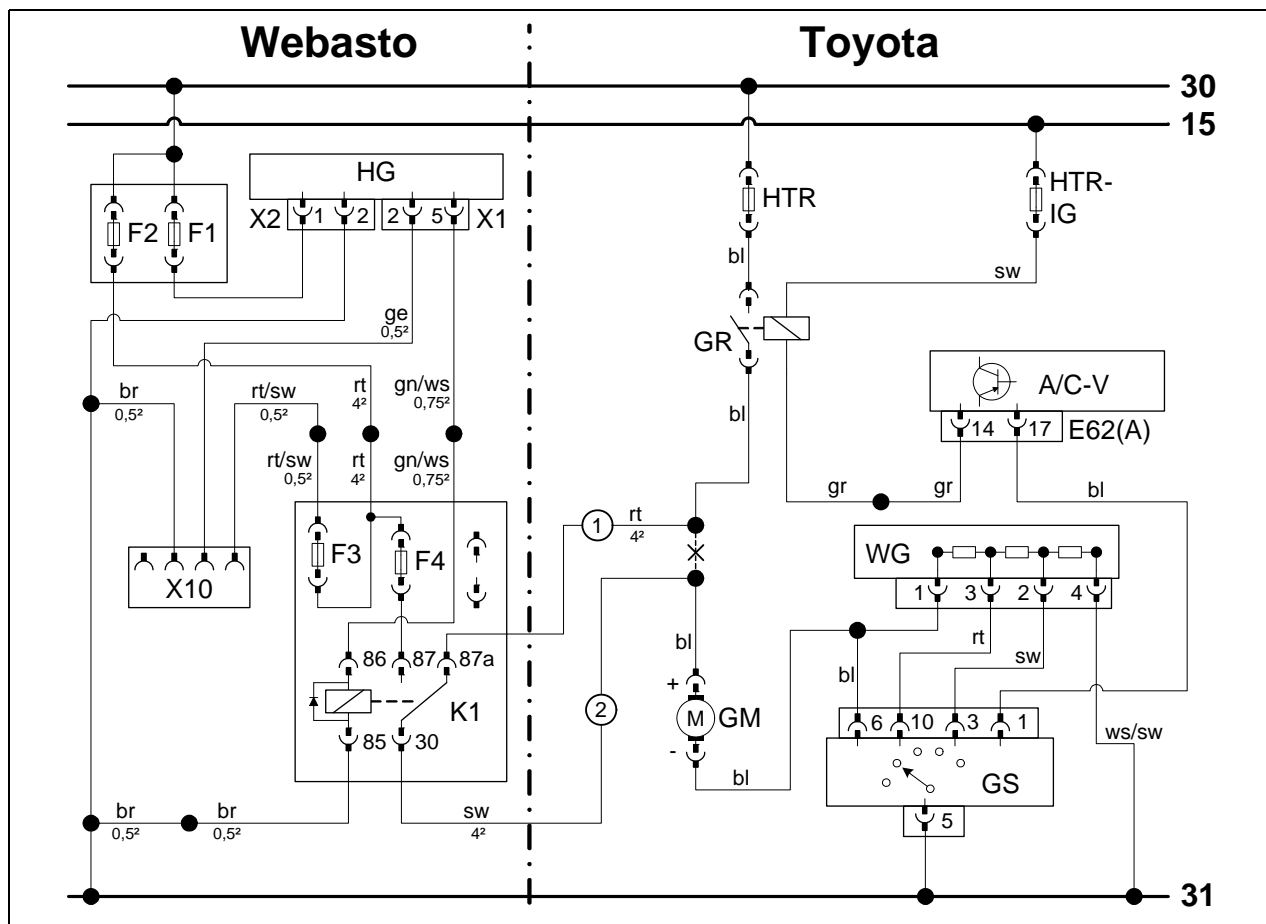 Webasto
Toyota
30
15
HG
F2 F1
X2 1 2 2 5 X1
HTR
HTR-
IG
bl
sw
ge
0,5²
GR
bl
A/C-V
14 17 E62(A)
br
0,5²
rt/sw
0,5²
rt
4²
gn/ws
0,75²
rt/sw
0,5²
rt
4²
gn/ws
0,75²
gr gr bl
1 rt
4²
F3 F4
X10
WG
1 3 2 4
bl
rt
sw
bl
86 87 87a
K1
85 30
2
+
M GM
-
bl
6 10 3 1
ws/sw
GS
5
br
0,5²
br
0,5²
sw
4²
31